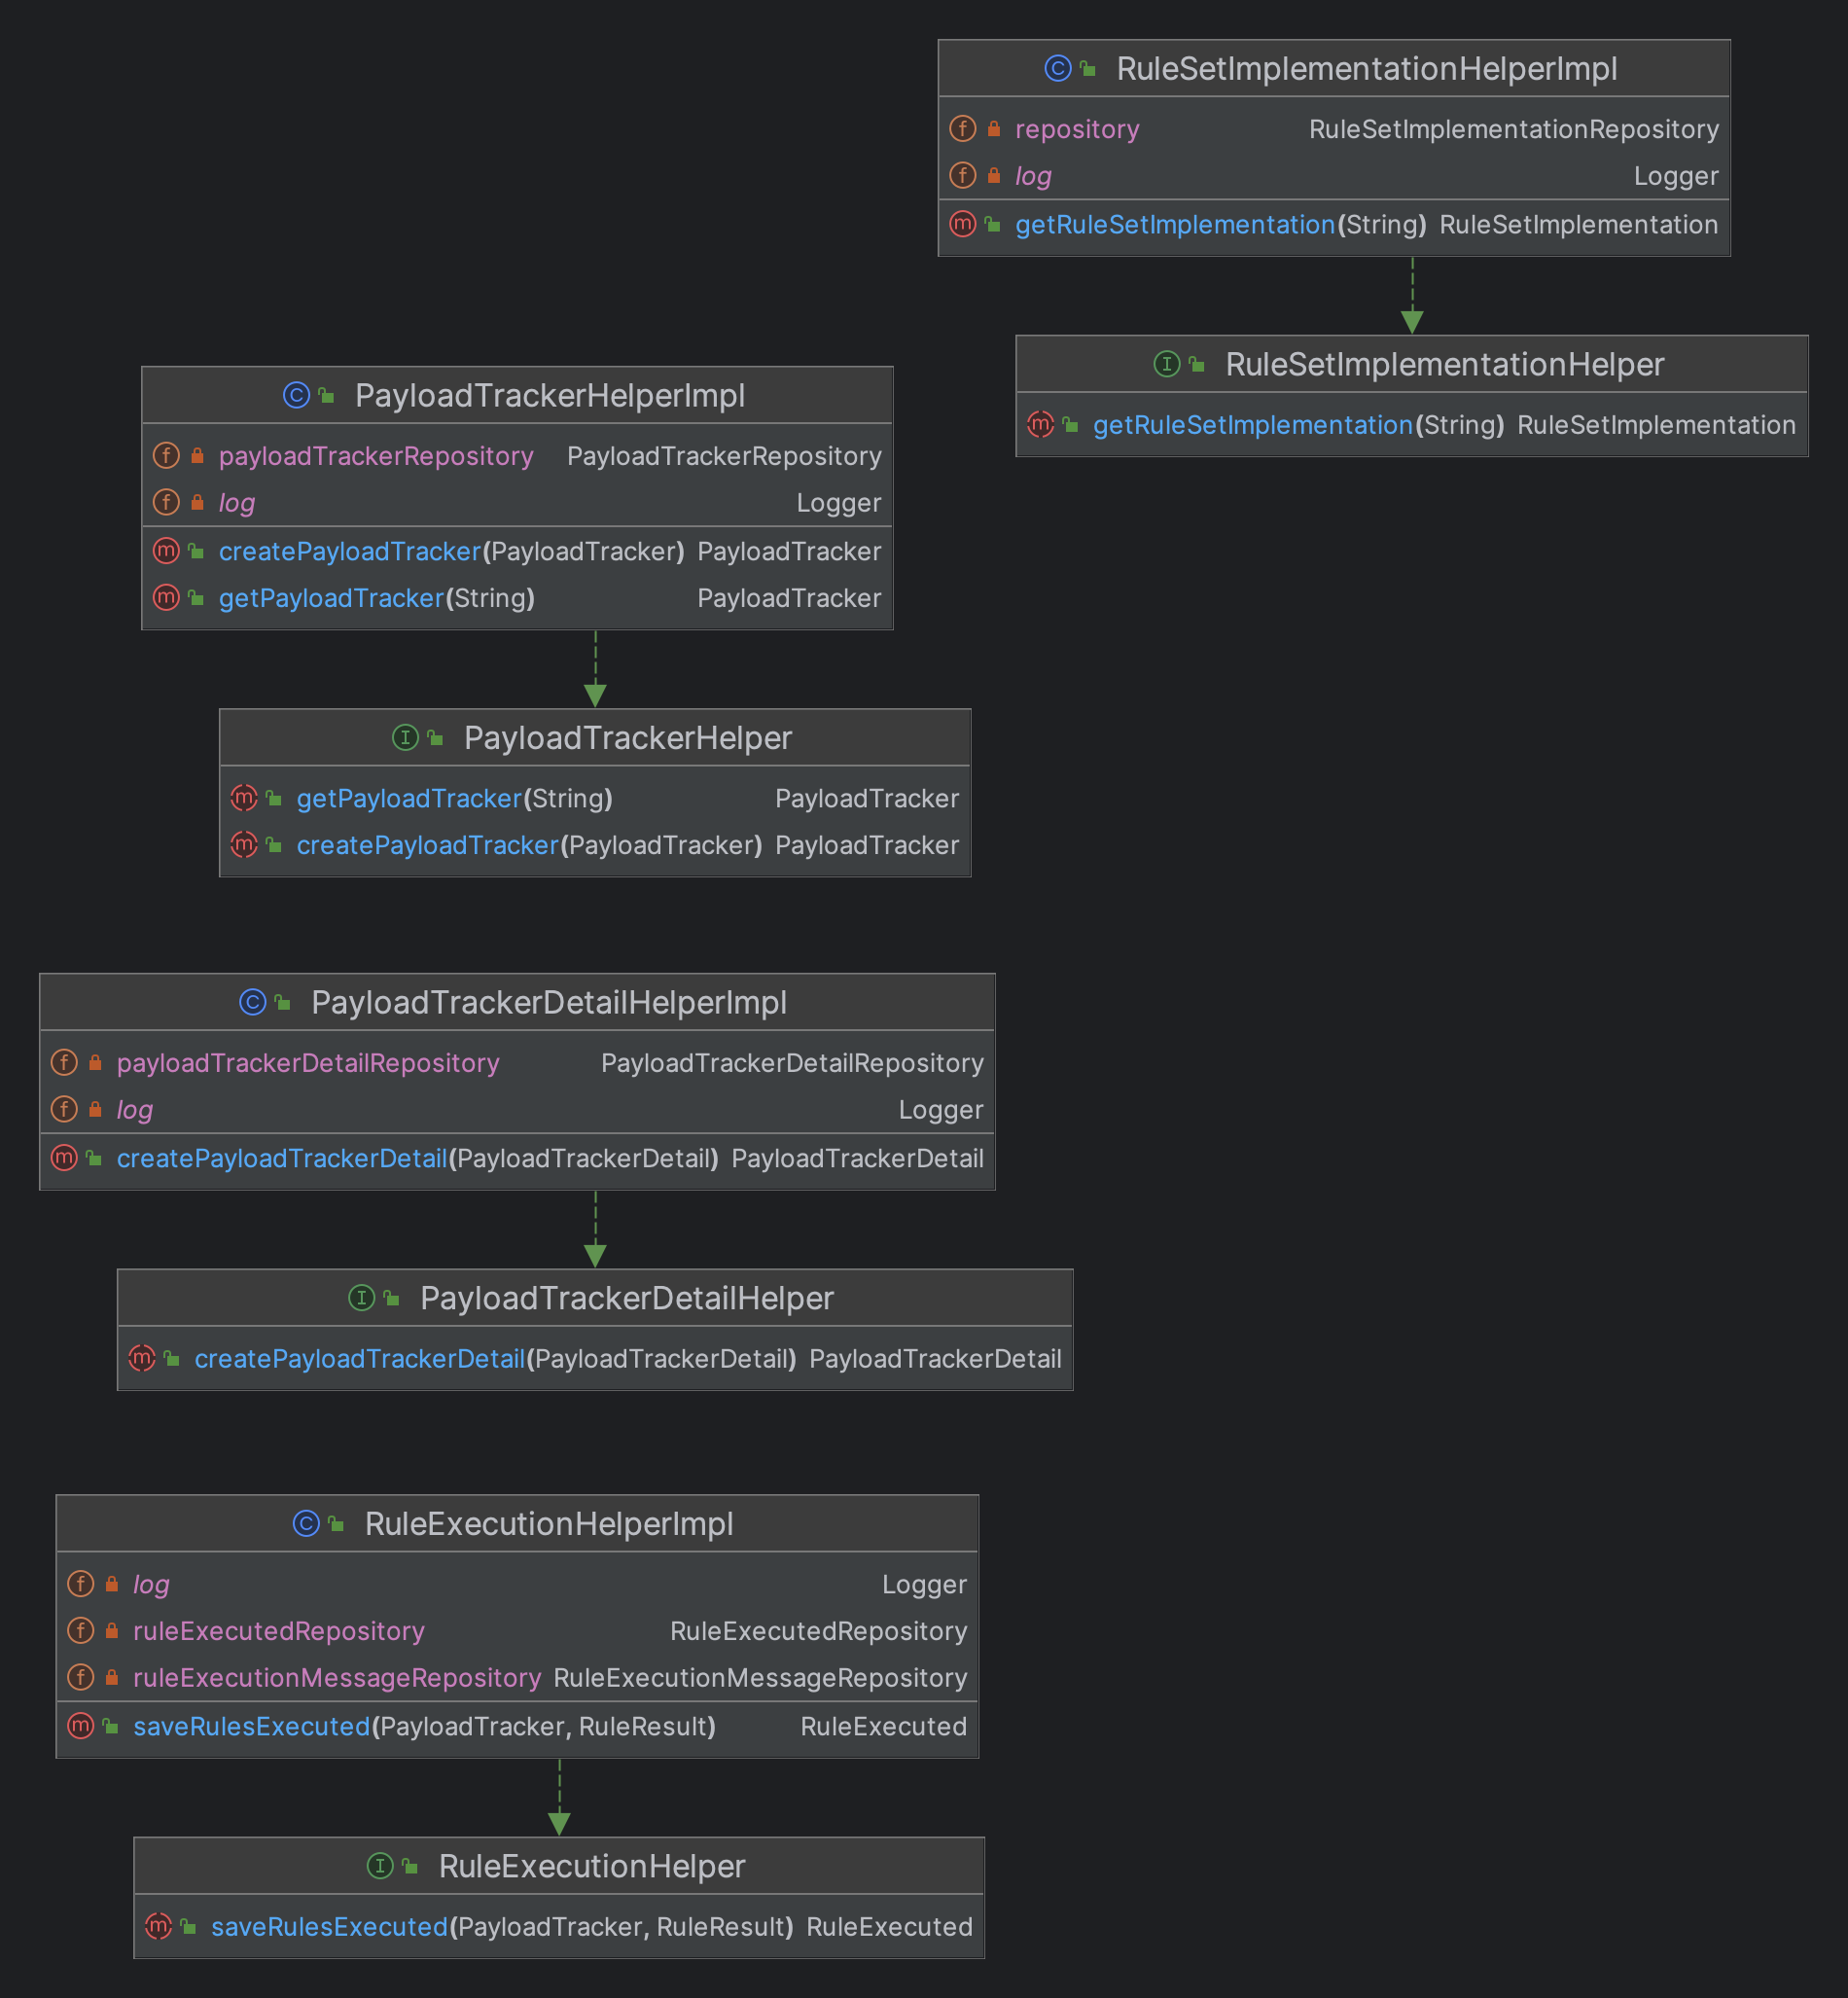 RuleSetImplementationHelperImpl
repository RuleSetImplementationRepository
log Logger
getRuleSetImplementation(String) RuleSetImplementation
RuleSetImplementationHelper
getRuleSetImplementation(String) RuleSetImplementation
PayloadTrackerHelperImpl
payloadTrackerRepository PayloadTrackerRepository
log Logger
createPayloadTracker(PayloadTracker) PayloadTracker
getPayloadTracker(String) PayloadTracker
PayloadTrackerHelper
getPayloadTracker(String) PayloadTracker
createPayloadTracker(PayloadTracker) PayloadTracker
PayloadTrackerDetailHelperImpl
payloadTrackerDetailRepository PayloadTrackerDetailRepository
log Logger
createPayloadTrackerDetail(PayloadTrackerDetail) PayloadTrackerDetail
PayloadTrackerDetailHelper
createPayloadTrackerDetail(PayloadTrackerDetail) PayloadTrackerDetail
RuleExecutionHelperImpl
log Logger
ruleExecutedRepository RuleExecutedRepository
ruleExecutionMessageRepository RuleExecutionMessageRepository
saveRulesExecuted(PayloadTracker, RuleResult) RuleExecuted
RuleExecutionHelper
saveRulesExecuted(PayloadTracker, RuleResult) RuleExecuted